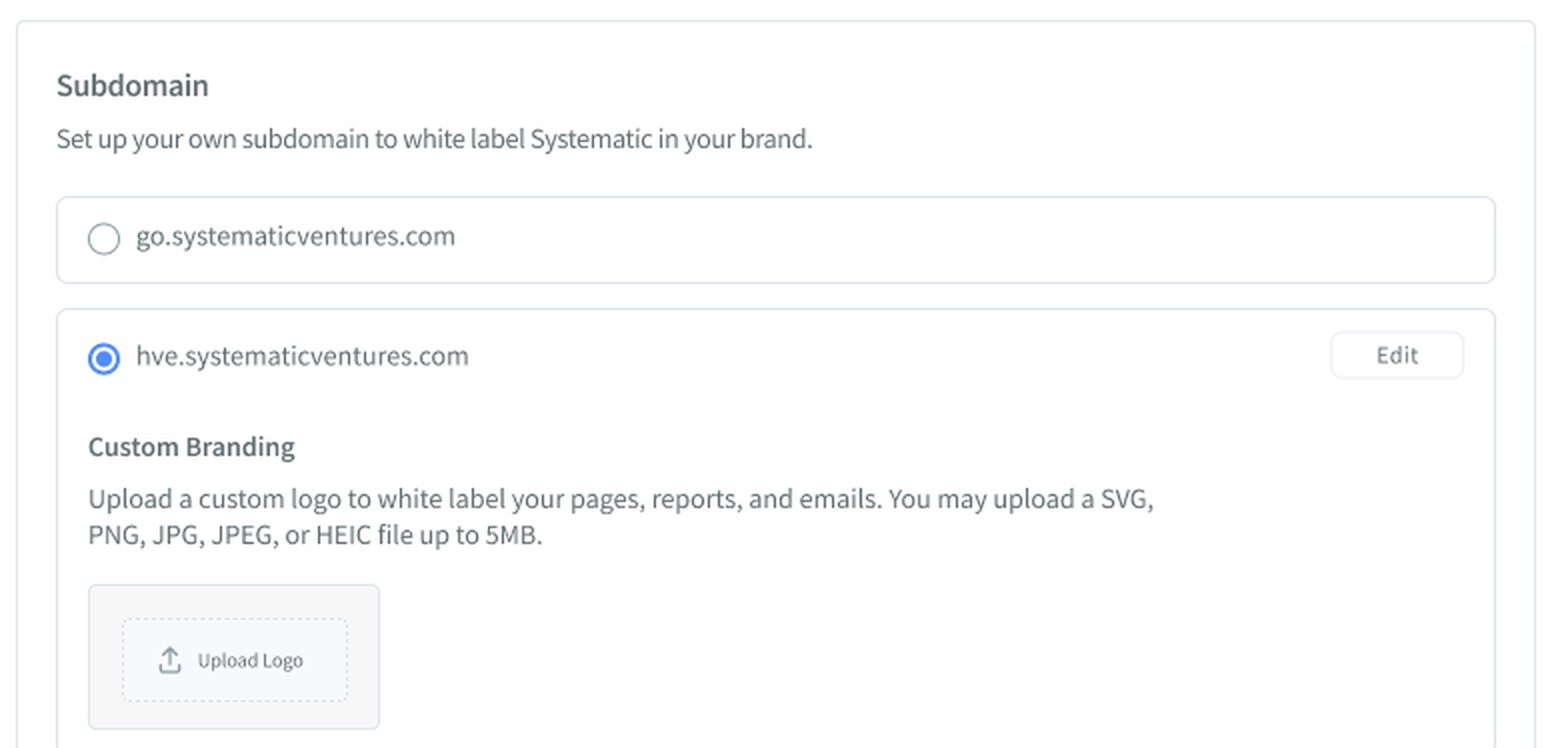 Subdomain
Set up your own subdomain to white label Systematic in your brand.
go.systematicventures.com
hve.systematicventures.com
Edit
Custom Branding
Upload a custom logo to white label your pages, reports, and emails. You may upload a SVG,
PNG, JPG, JPEG, or HEIC file up to 5MB.
Upload Logo